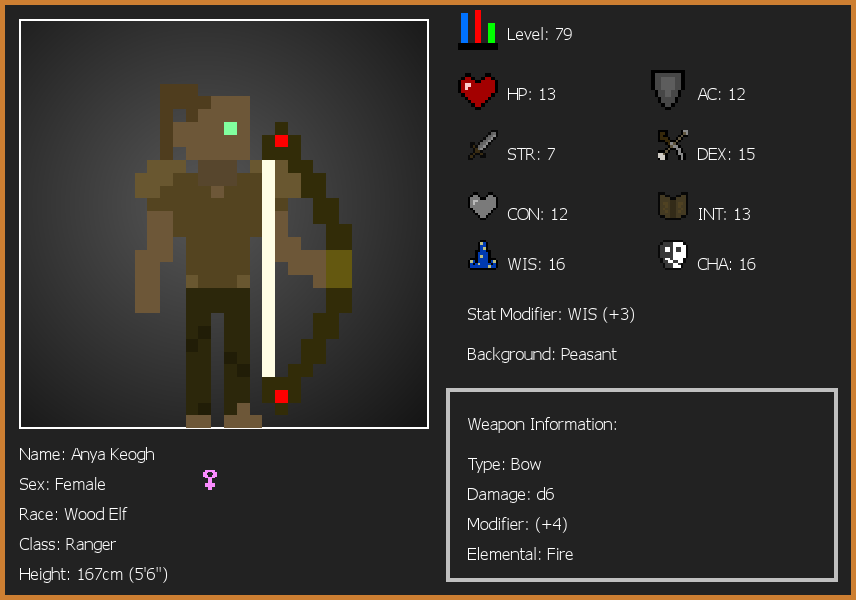 Level: 79
HP: 13
AC: 12
STR: 7
DEX: 15
CON: 12
INT: 13
WIS: 16
CHA: 16
Stat Modifier: WIS (+3)
Background: Peasant
Weapon Information:
Type: Bow
Damage: d6
Modifier: (+4)
Elemental: Fire
Name: Anya Keogh
Sex: Female
Race: Wood Elf
Class: Ranger
Height: 167cm (5'6")